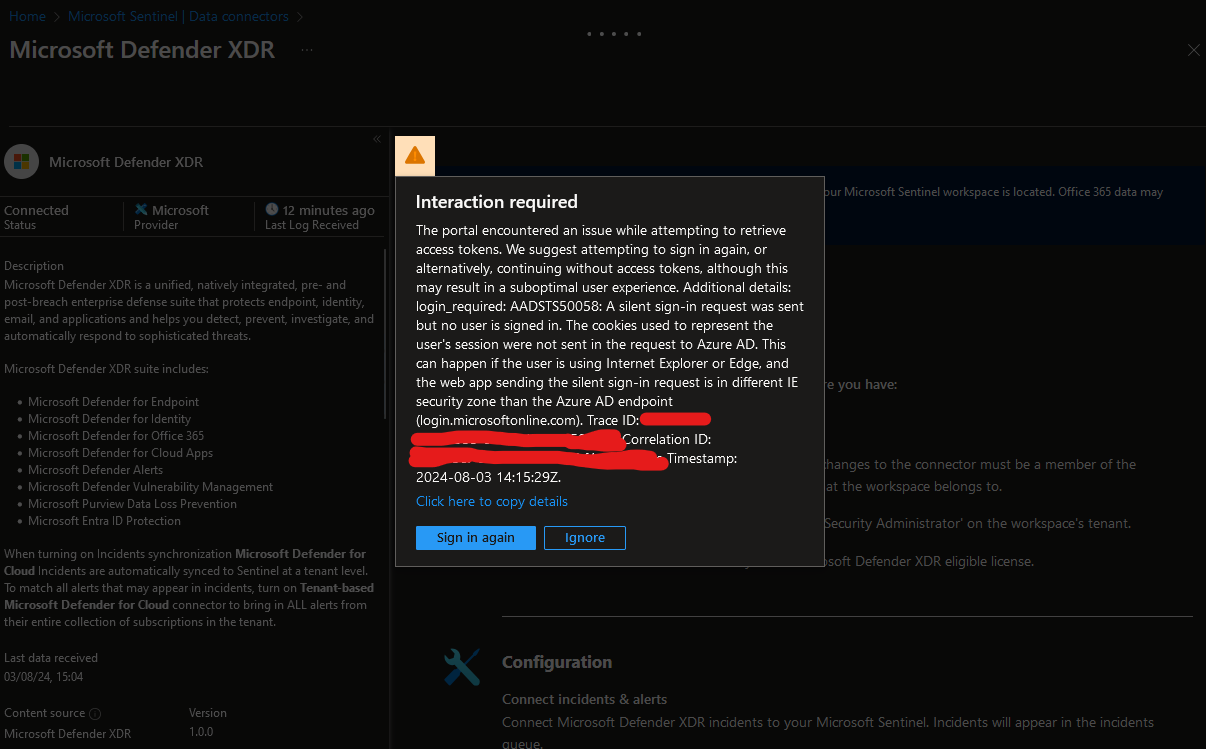 Home > Microsoft Sentinel | Data connectors >
Microsoft Defender XDR ...
Microsoft Defender XDR
Connected
Status
Microsoft
Provider
12 minutes ago
Last Log Received
Description
Microsoft Defender XDR is a unified, natively integrated, pre- and
post-breach enterprise defense suite that protects endpoint, identity,
email, and applications and helps you detect, prevent, investigate, and
automatically respond to sophisticated threats.
Microsoft Defender XDR suite includes:
• Microsoft Defender for Endpoint
• Microsoft Defender for Identity
• Microsoft Defender for Office 365
• Microsoft Defender for Cloud Apps
• Microsoft Defender Alerts
• Microsoft Defender Vulnerability Management
• Microsoft Purview Data Loss Prevention
• Microsoft Entra ID Protection
When turning on Incidents synchronization Microsoft Defender for
Cloud Incidents are automatically synced to Sentinel at a tenant level.
To match all alerts that may appear in incidents, turn on Tenant-based
Microsoft Defender for Cloud connector to bring in ALL alerts from
their entire collection of subscriptions in the tenant.
Last data received
03/08/24, 15:04
Content source
Microsoft Defender XDR
Version
1.0.0
Interaction required
The portal encountered an issue while attempting to retrieve
access tokens. We suggest attempting to sign in again, or
alternatively, continuing without access tokens, although this
may result in a suboptimal user experience. Additional details:
login_required: AADSTS50058: A silent sign-in request was sent
but no user is signed in. The cookies used to represent the
user's session were not sent in the request to Azure AD. This
can happen if the user is using Internet Explorer or Edge, and
the web app sending the silent sign-in request is in different IE
security zone than the Azure AD endpoint
(login.microsoftonline.com). Trace ID:
Correlation ID:
Timestamp:
2024-08-03 14:15:29Z.
Click here to copy details
Sign in again
Ignore
our Microsoft Sentinel workspace is located. Office 365 data may
re you have:
changes to the connector must be a member of the
at the workspace belongs to.
Security Administrator' on the workspace's tenant.
soft Defender XDR eligible license.
Configuration
Connect incidents & alerts
Connect Microsoft Defender XDR incidents to your Microsoft Sentinel. Incidents will appear in the incidents
queue.